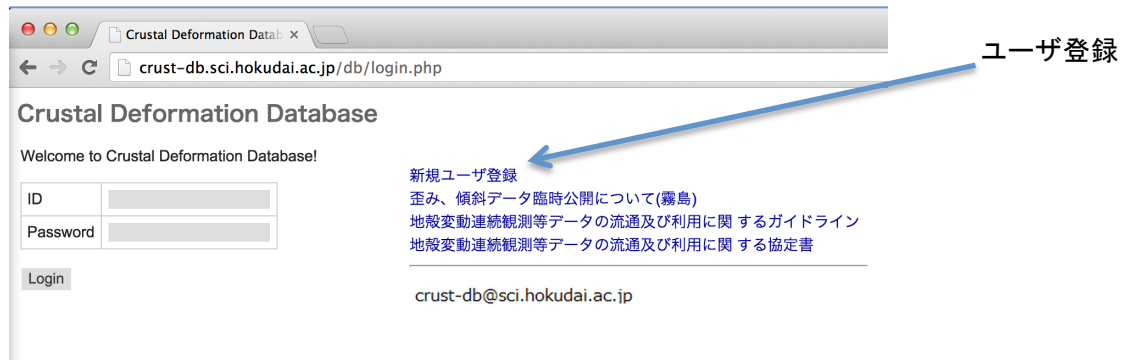 Crustal Deformation Datab
ユーザ登録
crust-db.sci.hokudai.ac.jp/db/login.php
Crustal Deformation Database
Welcome to Crustal Deformation Database!
ID
Password
Login
新規ユーザ登録
歪み、傾斜データ臨時公開について(霧島)
地殻変動連続観測等データの流通及び利用に関 するガイドライン
地殻変動連続観測等データの流通及び利用に関 する協定書
crust-db@sci.hokudai.ac.jp